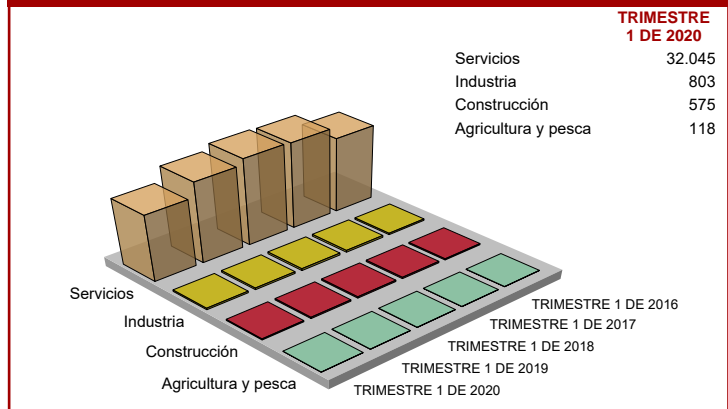 TRIMESTRE
1 DE 2020
Servicios 32.045
Industria 803
Construcción 575
Agricultura y pesca 118
Servicios
Industria
Construcción
Agricultura y pesca
TRIMESTRE 1 DE 2016
TRIMESTRE 1 DE 2017
TRIMESTRE 1 DE 2018
TRIMESTRE 1 DE 2019
TRIMESTRE 1 DE 2020